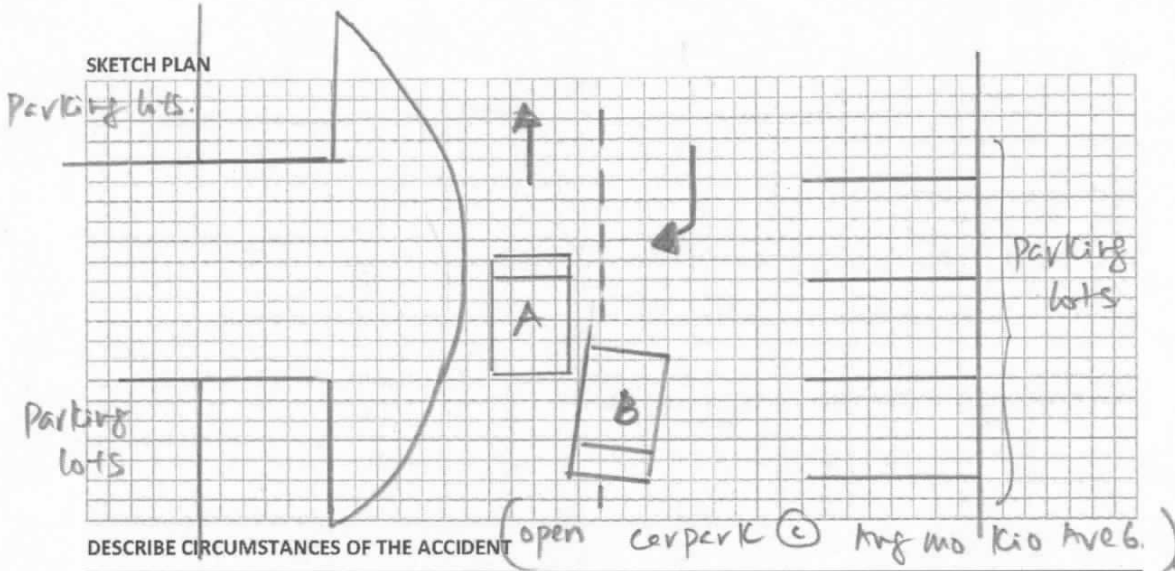 SKETCH PLAN
Parking lots.
A
B
Parking
lots
Parking
lots
DESCRIBE CIRCUMSTANCES OF THE ACCIDENT
(open carpark @ Ang mo Kio Ave 6.)